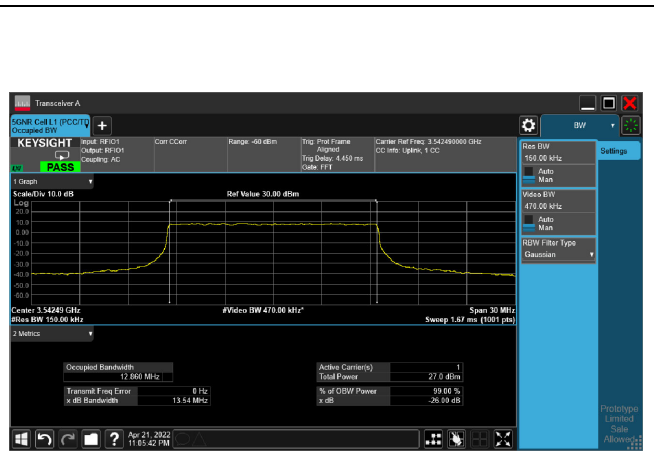 Transceiver A
5GNR Cell L1 (PCC/TD
Occupied BW
+
BW
KEYSIGHT
Input: RFIO1
Output: RFIO1
Coupling: AC
Corr CCorr
Range: -60 dBm
Trig: Prot Frame
Aligned
Trig Delay: 4.450 ms
Gate: FFT
Carrier Ref Freq: 3.542490000 GHz
CC Info: Uplink, 1 CC
PASS
1 Graph
Scale/Div 10.0 dB
Ref Value 30.00 dBm
Log
20.0
10.0
0.0
-10.0
-20.0
-30.0
-40.0
-50.0
-60.0
Center 3.54249 GHz
#Res BW 150.00 kHz
#Video BW 470.00 kHz*
Span 30 MHz
Sweep 1.67 ms (1001 pts)
2 Metrics
Occupied Bandwidth
12.860 MHz
Transmit Freq Error 0 Hz
x dB Bandwidth 13.54 MHz
Active Carrier(s) 1
Total Power 27.0 dBm
% of OBW Power 99.00 %
x dB -26.00 dB
Res BW
150.00 kHz
Auto
Man
Video BW
470.00 kHz
Auto
Man
RBW Filter Type
Gaussian
Settings
Prototype
Limited
Sale
Allowed
?
Apr 21, 2022
11:05:42 PM